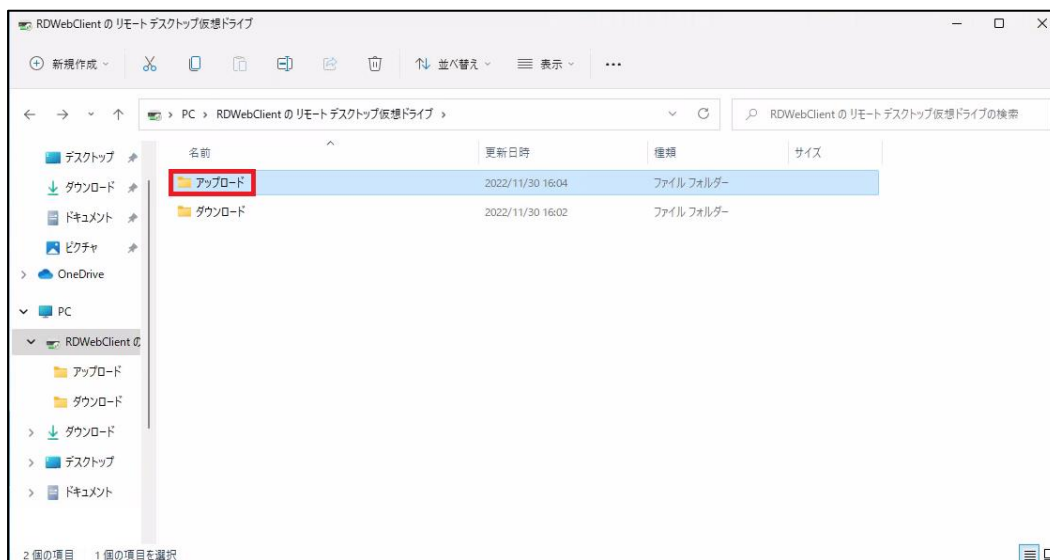 RDWebClient の リモート デスクトップ仮想ドライブ
新規作成
並べ替え
表示
PC › RDWebClient の リモート デスクトップ仮想ドライブ ›
RDWebClient の リモート デスクトップ仮想ドライブの検索
デスクトップ
ダウンロード
ドキュメント
ピクチャ
OneDrive
PC
RDWebClient の
アップロード
ダウンロード
ダウンロード
デスクトップ
ドキュメント
名前 更新日時 種類 サイズ
アップロード 2022/11/30 16:04 ファイル フォルダー
ダウンロード 2022/11/30 16:02 ファイル フォルダー
2 個の項目 1 個の項目を選択